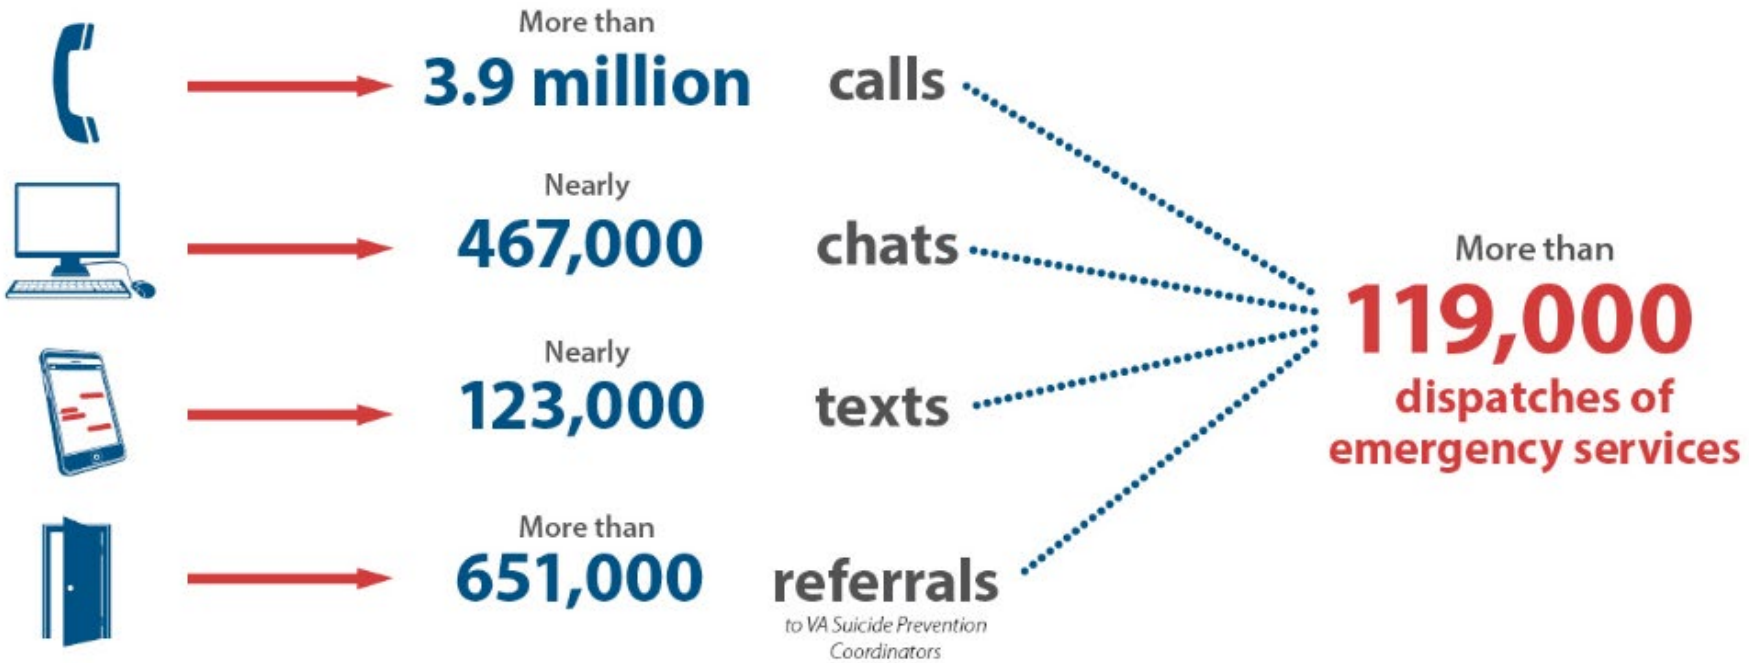 More than
3.9 million calls
Nearly
467,000 chats
Nearly
123,000 texts
More than
651,000 referrals
to VA Suicide Prevention
Coordinators
More than
119,000
dispatches of
emergency services